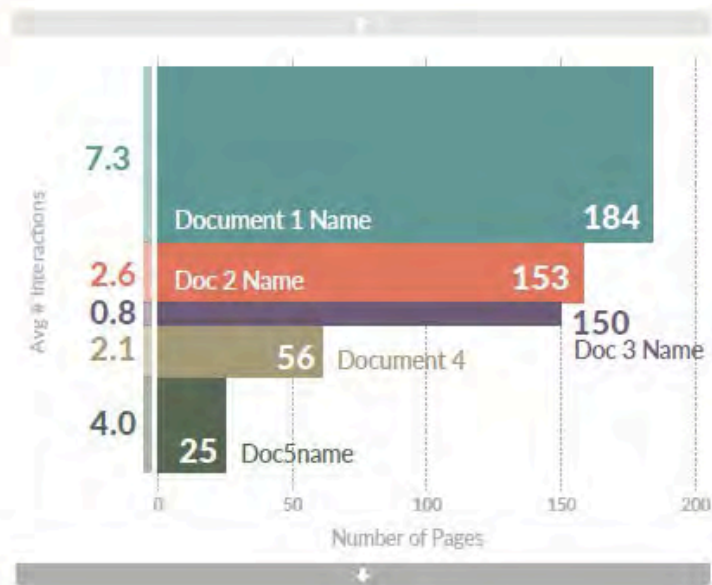 7.3
Document 1 Name 184
2.6 Doc 2 Name 153
0.8 150
Doc 3 Name
2.1 56 Document 4
4.0 25 Doc5name
Avg # Interactions
0 50 100 150 200
Number of Pages